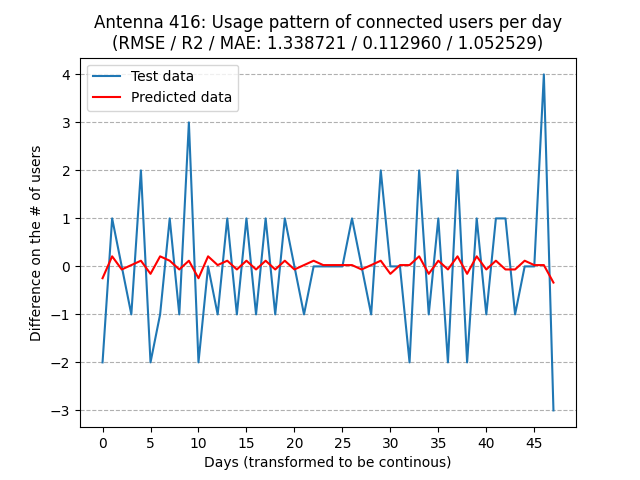 Antenna 416: Usage pattern of connected users per day
(RMSE / R2 / MAE: 1.338721 / 0.112960 / 1.052529)
Test data
Predicted data
Difference on the # of users
4
3
2
1
0
−1
−2
−3
0 5 10 15 20 25 30 35 40 45
Days (transformed to be continous)